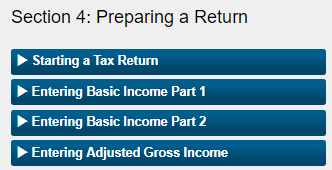 Section 4: Preparing a Return
Starting a Tax Return
Entering Basic Income Part 1
Entering Basic Income Part 2
Entering Adjusted Gross Income